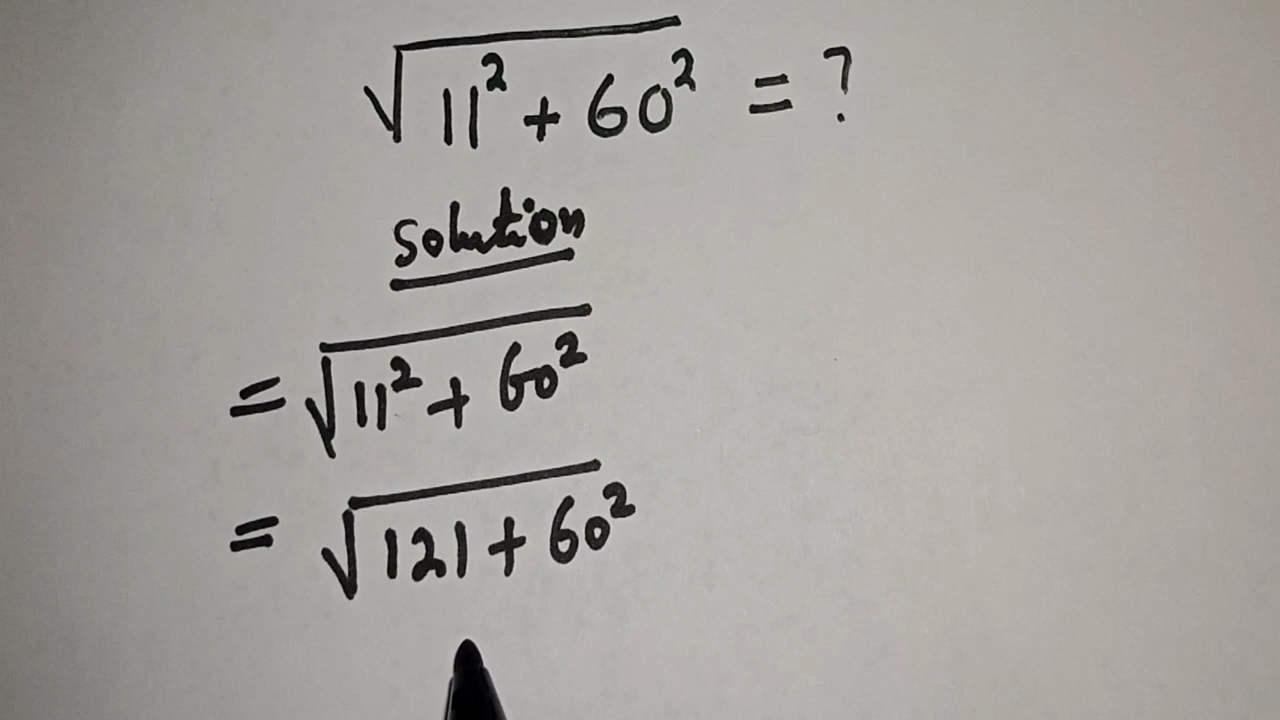 √11² + 60² = ?
solution
= √11² + 60²
= √121 + 60²